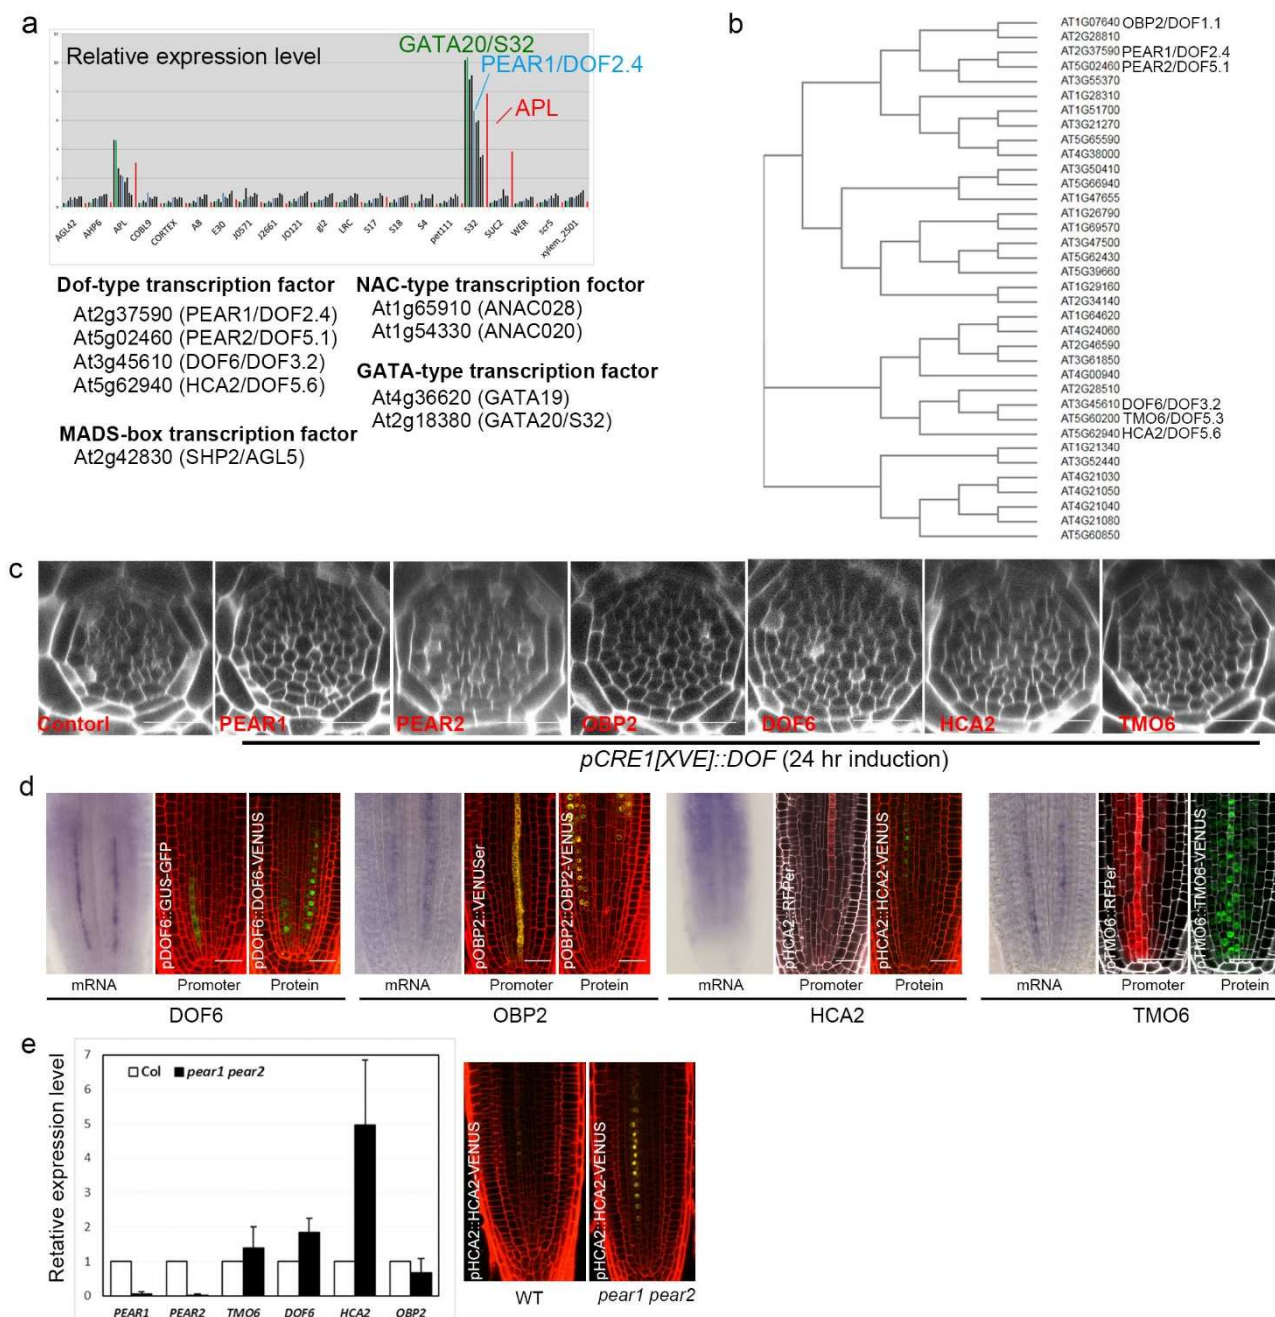 a
Relative expression level
GATA20/S32
PEAR1/DOF2.4
APL
AGL42
AHP6
APL
COBL9
CORTEX
A8
E30
J0571
J2661
JO121
gl2
LRC
S17
S18
S4
pet111
S32
SUC2
WER
scr5
xylem_2501
Dof-type transcription factor
At2g37590 (PEAR1/DOF2.4)
At5g02460 (PEAR2/DOF5.1)
At3g45610 (DOF6/DOF3.2)
At5g62940 (HCA2/DOF5.6)
MADS-box transcription factor
At2g42830 (SHP2/AGL5)
NAC-type transcription foctor
At1g65910 (ANAC028)
At1g54330 (ANAC020)
GATA-type transcription factor
At4g36620 (GATA19)
At2g18380 (GATA20/S32)
b
AT1G07640 OBP2/DOF1.1
AT2G28810
AT2G37590 PEAR1/DOF2.4
AT5G02460 PEAR2/DOF5.1
AT3G55370
AT1G28310
AT1G51700
AT3G21270
AT5G65590
AT4G38000
AT3G50410
AT5G66940
AT1G47655
AT1G26790
AT1G69570
AT3G47500
AT5G62430
AT5G39660
AT1G29160
AT2G34140
AT1G64620
AT4G24060
AT2G46590
AT3G61850
AT4G00940
AT2G28510
AT3G45610 DOF6/DOF3.2
AT5G60200 TMO6/DOF5.3
AT5G62940 HCA2/DOF5.6
AT1G21340
AT3G52440
AT4G21030
AT4G21050
AT4G21040
AT4G21080
AT5G60850
c
Contorl
PEAR1
PEAR2
OBP2
DOF6
HCA2
TMO6
pCRE1[XVE]::DOF (24 hr induction)
d
pDOF6::GUS-GFP
pDOF6::DOF6-VENUS
pOBP2::VENUSer
pOBP2::OBP2-VENUS
pHCA2::RFPer
pHCA2::HCA2-VENUS
pTMO6::RFPer
pTMO6::TMO6-VENUS
mRNA Promoter Protein
mRNA Promoter Protein
mRNA Promoter Protein
mRNA Promoter Protein
DOF6
OBP2
HCA2
TMO6
e
Retative expression level
7
6
5
4
3
2
1
0
Col pear1 pear2
PEAR1 PEAR2 TMO6 DOF6 HCA2 OBP2
pHCA2::HCA2-VENUS
pHCA2::HCA2-VENUS
WT
pear1 pear2